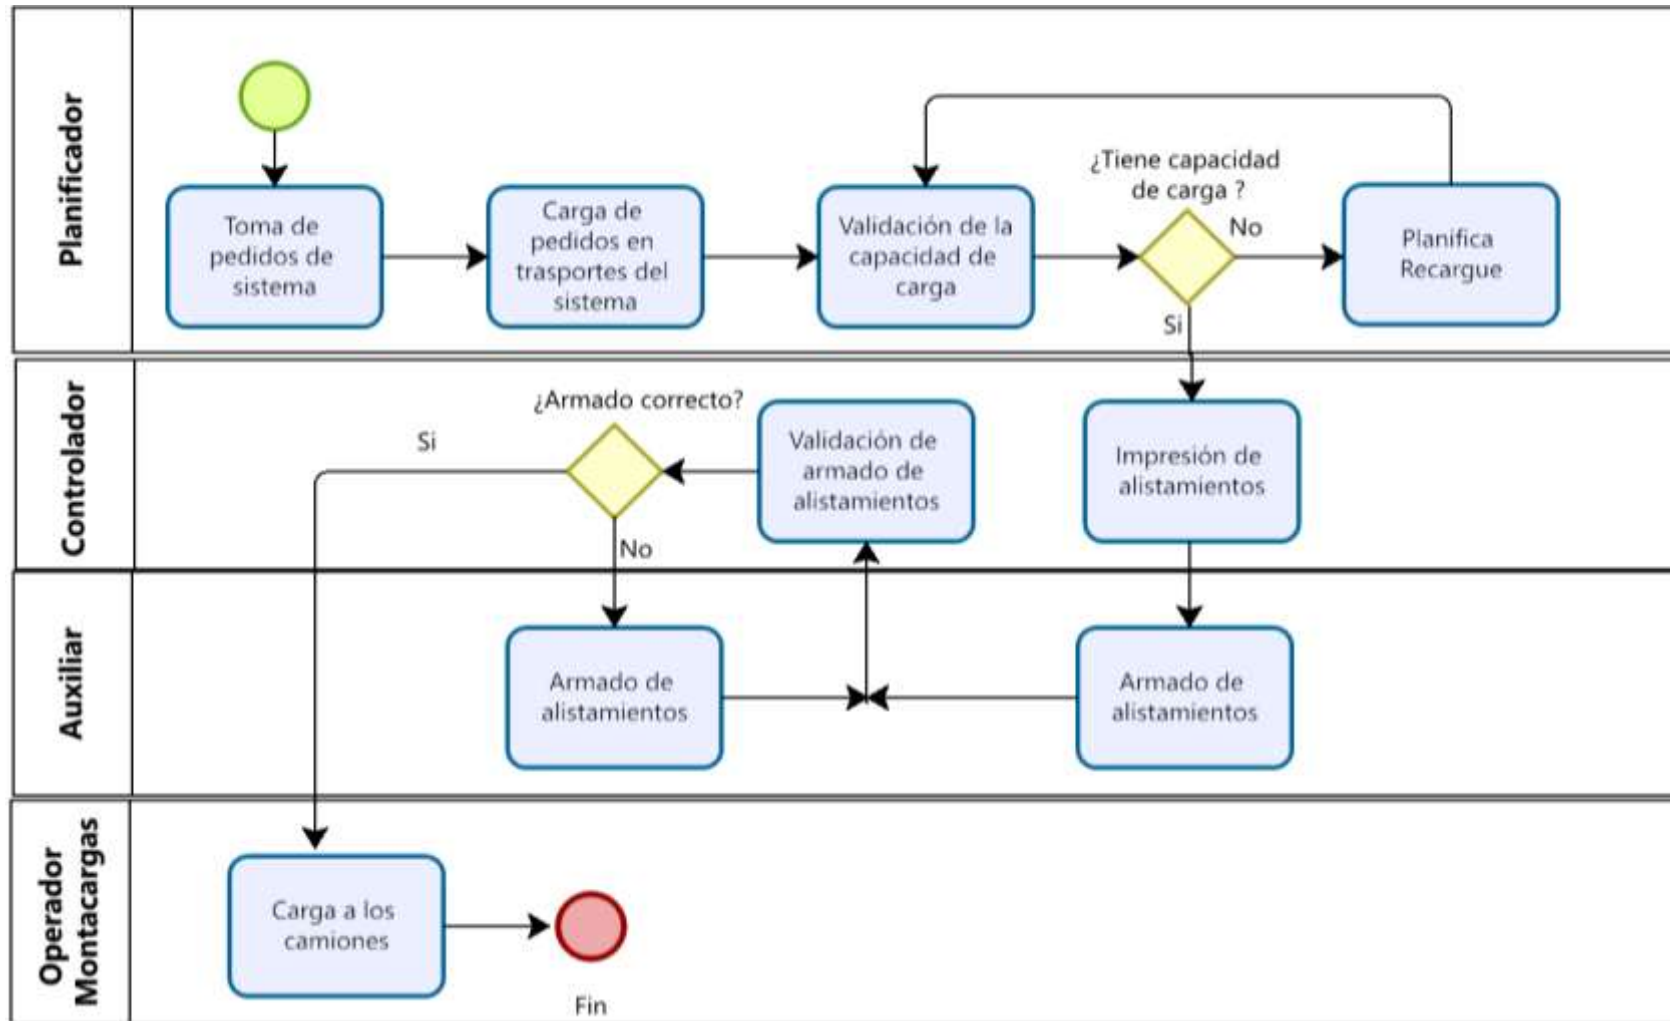 Planificador
Toma de
pedidos de
sistema
Carga de
pedidos en
trasportes del
sistema
Validación de la
capacidad de
carga
¿Tiene capacidad
de carga ?
No
Si
Planifica
Recargue
Controlador
Si
¿Armado correcto?
No
Validación de
armado de
alistamientos
Impresión de
alistamientos
Auxiliar
Armado de
alistamientos
Armado de
alistamientos
Operador
Montacargas
Carga a los
camiones
Fin